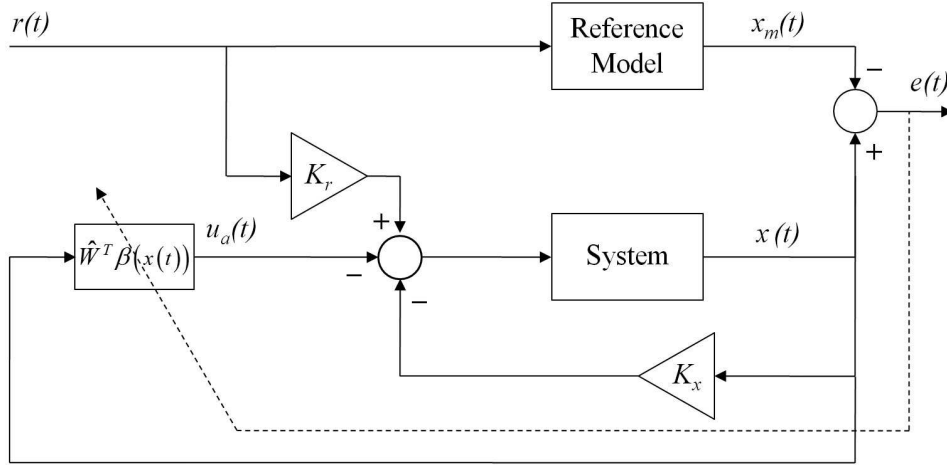 r(t)
Reference
Model
x_m(t)
−
e(t)
+
K_r
+
Ŵ^T β(x(t))
u_a(t)
−
−
System
x(t)
K_x